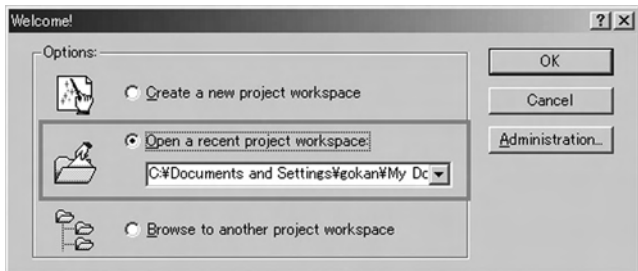 Welcome!
Options:
Create a new project workspace
Open a recent project workspace:
C:¥Documents and Settings¥gokan¥My Dc
Browse to another project workspace
OK
Cancel
Administration...